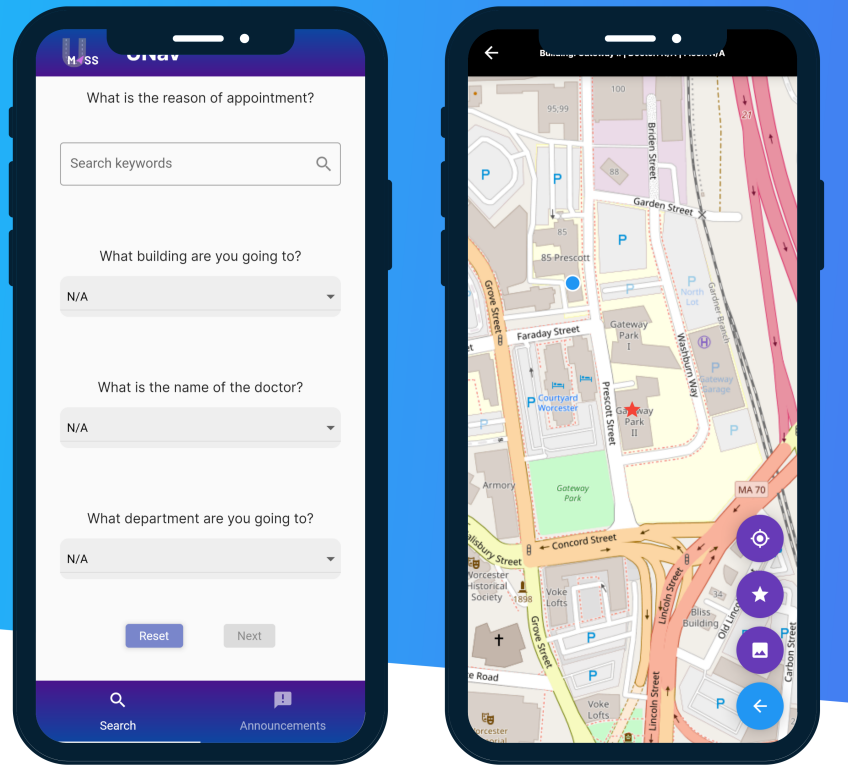 UMASS
UNav
What is the reason of appointment?
Search keywords
What building are you going to?
N/A
What is the name of the doctor?
N/A
What department are you going to?
N/A
Reset
Next
Search
Announcements
Building: Gateway II | Doctor: N/A | Floor: N/A
100
95:99
Briden Street
21
P
P
88
Garden Street
85
P
85 Prescott
Grove Street
P
P
North
Lot
Gardner Branch
Faraday Street
Gateway
Park
I
Washburn Way
H
P
Gateway
Garage
Courtyard
Worcester
P
Prescott Street
Gateway
Park
II
P
P
Armory
Gateway
Park
MA 70
Salisbury Street
Concord Street
Worcester
Historical
Society
1898
Voke
Lofts
Lincoln Street
34
Bliss
Building
Old Linco
P
Grove Street
P
Carbon Street
P
Lincoln Street
Voke
Lofts
P